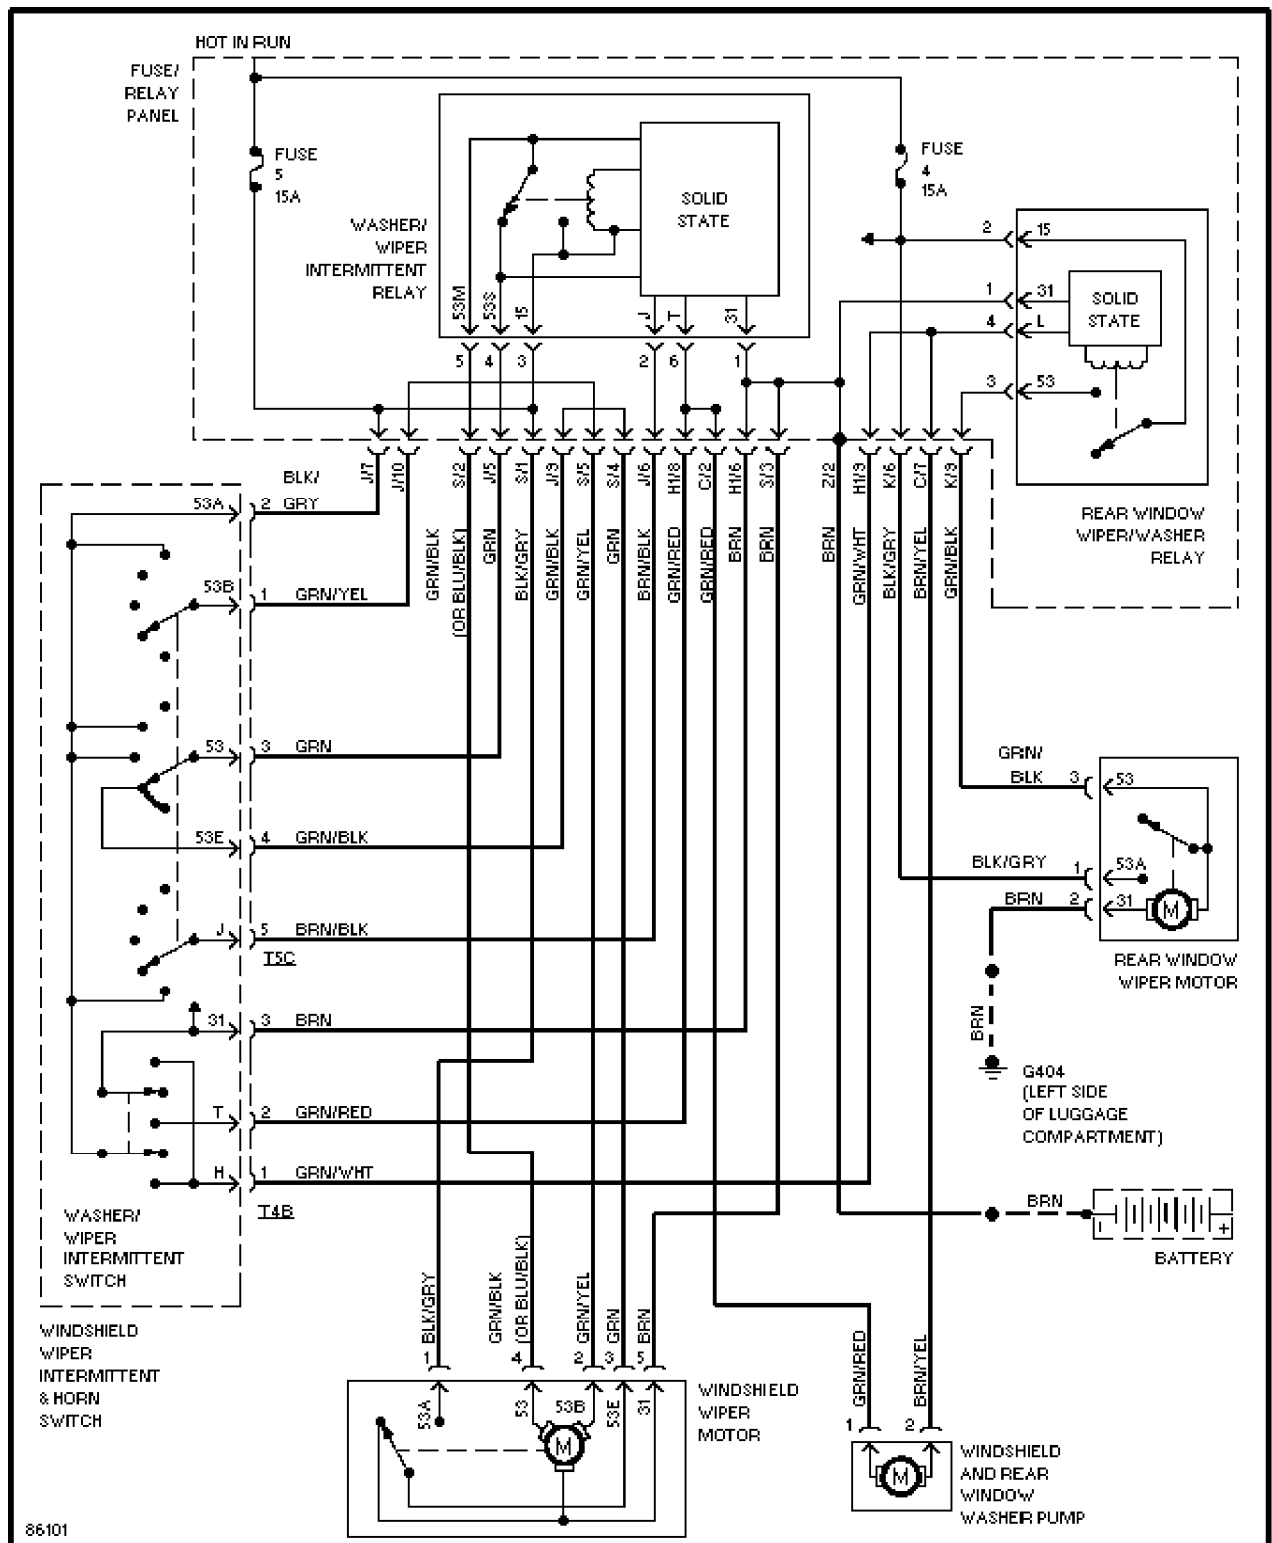 HOT IN RUN
FUSE/
RELAY
PANEL
FUSE
5
15A
WASHER/
WIPER
INTERMITTENT
RELAY
SOLID
STATE
53M
53S
15
J
T
31
5
4
3
2
6
1
FUSE
4
15A
2
15
1
31
4
L
3
53
SOLID
STATE
REAR WINDOW
WIPER/WASHER
RELAY
J/7
J/10
S/2
J/5
S/1
J/9
S/5
S/4
J/6
H1/8
C/2
H1/6
S/3
Z/2
H1/9
K/6
C/7
K/9
GRN/BLK
(OR BLU/BLK)
GRN
BLK/GRY
GRN/BLK
GRN/YEL
GRN
BRN/BLK
GRN/RED
GRN/RED
BRN
BRN
BRN
GRN/WHT
BLK/GRY
BRN/YEL
GRN/BLK
BLK/
53A 2 GRY
53B 1 GRN/YEL
53 3 GRN
53E 4 GRN/BLK
J 5 BRN/BLK
T5C
31 3 BRN
T 2 GRN/RED
H 1 GRN/WHT
T4B
WASHER/
WIPER
INTERMITTENT
SWITCH
WINDSHIELD
WIPER
INTERMITTENT
& HORN
SWITCH
GRN/
BLK 3 53
BLK/GRY 1 53A
BRN 2 31
M
REAR WINDOW
WIPER MOTOR
BRN
G404
(LEFT SIDE
OF LUGGAGE
COMPARTMENT)
BRN
- +
BATTERY
BLK/GRY
GRN/BLK
(OR BLU/BLK)
GRN/YEL
GRN
BRN
1
4
2
3
5
53A
53
53B
53E
31
M
WINDSHIELD
WIPER
MOTOR
GRN/RED
BRN/YEL
1
2
M
WINDSHIELD
AND REAR
WINDOW
WASHER PUMP
86101